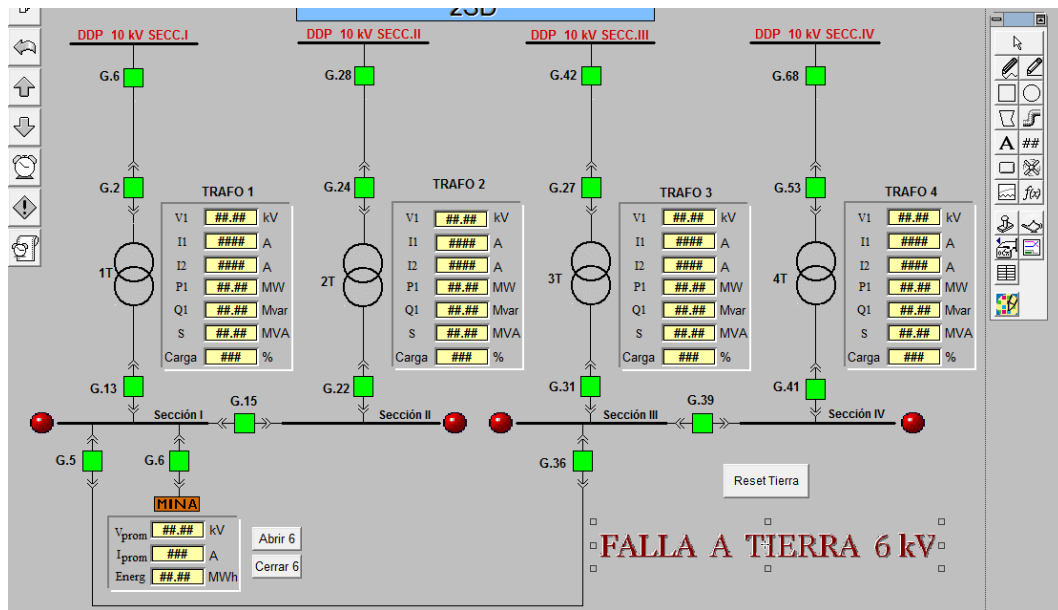 2SD
DDP 10 kV SECC.I
DDP 10 kV SECC.II
DDP 10 kV SECC.III
DDP 10 kV SECC.IV
G.6
G.28
G.42
G.68
G.2
G.24
G.27
G.53
TRAFO 1
V1 ##.## kV
I1 #### A
I2 #### A
P1 ##.## MW
Q1 ##.## Mvar
S ##.## MVA
Carga ### %
TRAFO 2
V1 ##.## kV
I1 #### A
I2 #### A
P1 ##.## MW
Q1 ##.## Mvar
S ##.## MVA
Carga ### %
TRAFO 3
V1 ##.## kV
I1 #### A
I2 #### A
P1 ##.## MW
Q1 ##.## Mvar
S ##.## MVA
Carga ### %
TRAFO 4
V1 ##.## kV
I1 #### A
I2 #### A
P1 ##.## MW
Q1 ##.## Mvar
S ##.## MVA
Carga ### %
1T
2T
3T
4T
G.13
G.22
G.31
G.41
G.15
G.39
Sección I
Sección II
Sección III
Sección IV
G.5
G.6
G.36
MINA
Vprom ##.## kV
Iprom ### A
Energ ##.## MWh
Abrir 6
Cerrar 6
Reset Tierra
FALLA A TIERRA 6 kV
A
##
f(x)